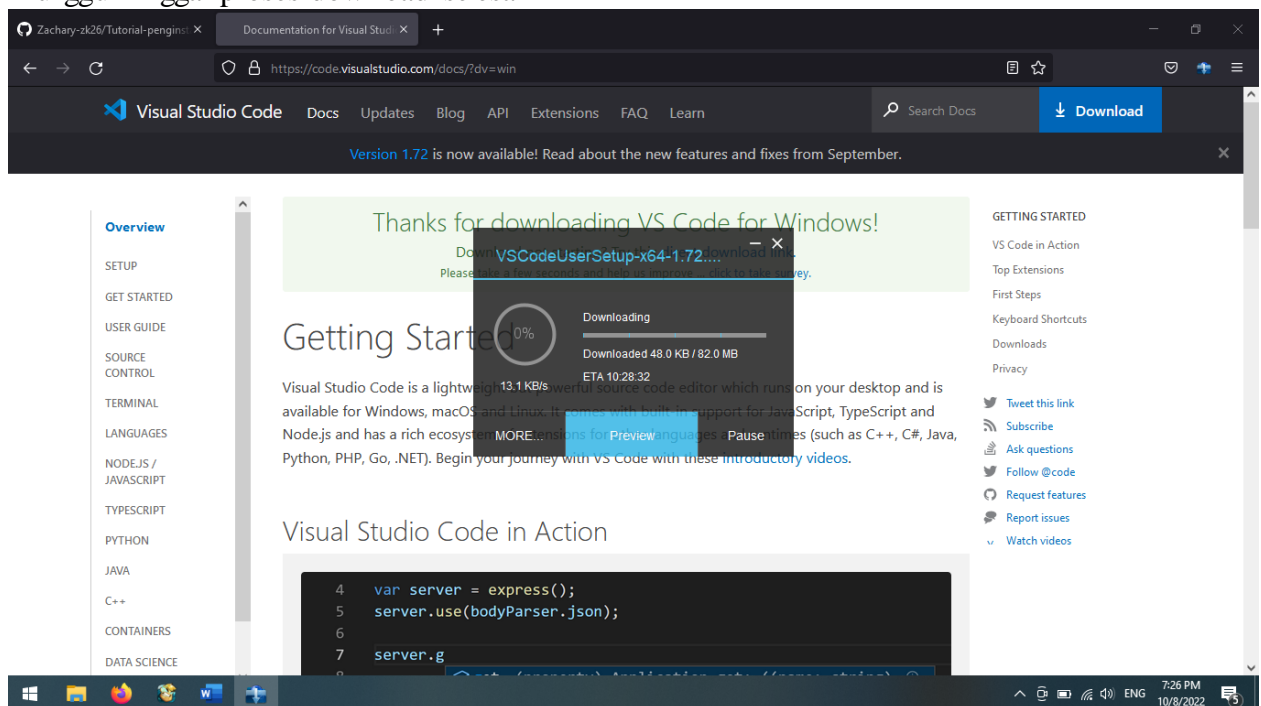 Zachary-zk26/Tutorial-penginst
Documentation for Visual Studi
https://code.visualstudio.com/docs/?dv=win
Visual Studio Code Docs Updates Blog API Extensions FAQ Learn Search Docs Download
Version 1.72 is now available! Read about the new features and fixes from September.
Overview
SETUP
GET STARTED
USER GUIDE
SOURCE
CONTROL
TERMINAL
LANGUAGES
NODE.JS /
JAVASCRIPT
TYPESCRIPT
PYTHON
JAVA
C++
CONTAINERS
DATA SCIENCE
Thanks for downloading VS Code for Windows!
download link.
Please take a few seconds and help us improve ... click to take survey.
VSCodeUserSetup-x64-1.72....
0%
13.1 KB/s
Downloading
Downloaded 48.0 KB / 82.0 MB
ETA 10:28:32
MORE... Preview Pause
Getting Started
Visual Studio Code is a lightweight but powerful source code editor which runs on your desktop and is
available for Windows, macOS and Linux. It comes with built-in support for JavaScript, TypeScript and
Node.js and has a rich ecosystem of extensions for other languages and runtimes (such as C++, C#, Java,
Python, PHP, Go, .NET). Begin your journey with VS Code with these introductory videos.
Visual Studio Code in Action
4 var server = express();
5 server.use(bodyParser.json);
6
7 server.g
GETTING STARTED
VS Code in Action
Top Extensions
First Steps
Keyboard Shortcuts
Downloads
Privacy
Tweet this link
Subscribe
Ask questions
Follow @code
Request features
Report issues
Watch videos
ENG
7:26 PM
10/8/2022
5